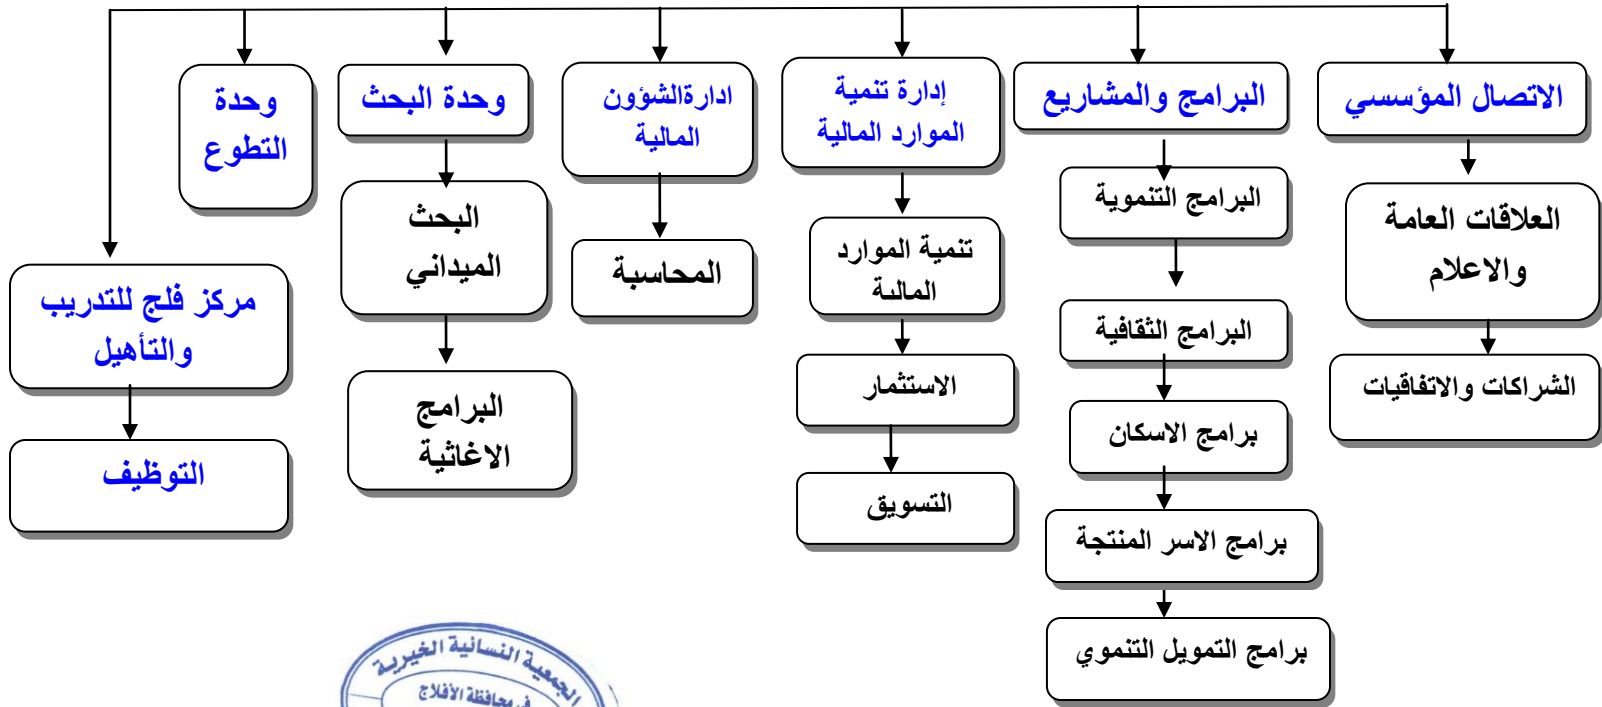 الاتصال المؤسسي
العلاقات العامة
والاعلام
الشراكات والاتفاقيات
البرامج والمشاريع
البرامج التنموية
البرامج الثقافية
برامج الاسكان
برامج الاسر المنتجة
برامج التمويل التنموي
إدارة تنمية
الموارد المالية
تنمية الموارد
المالية
الاستثمار
التسويق
ادارةالشؤون
المالية
المحاسبة
وحدة البحث
البحث
الميداني
البرامج
الاغاثية
وحدة
التطوع
مركز فلج للتدريب
والتأهيل
التوظيف
الجمعية النسائية الخيرية
في محافظة الأفلاج